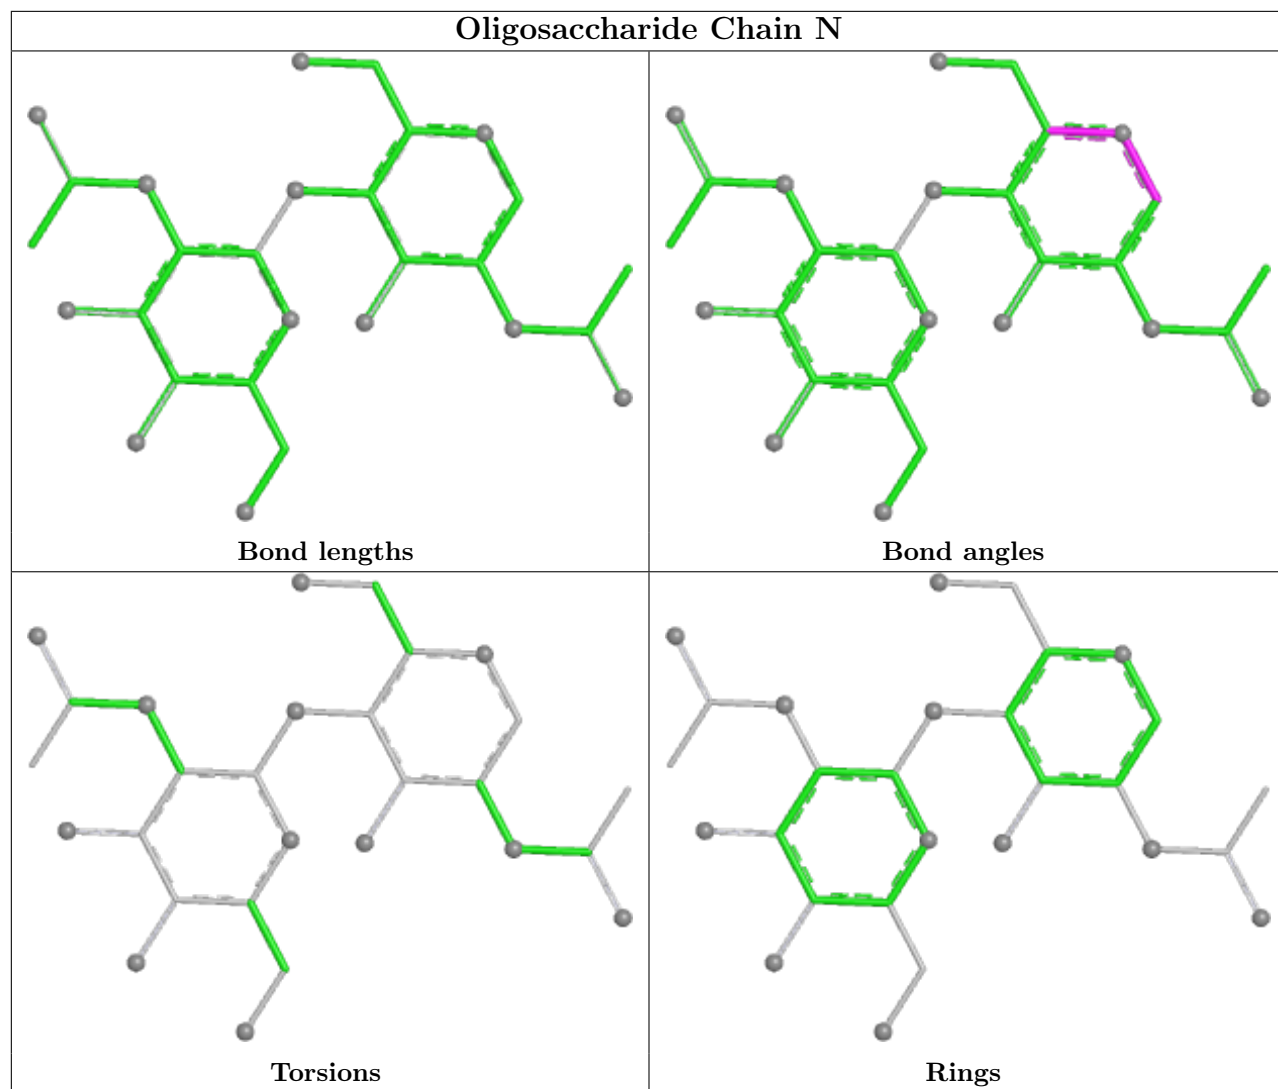 Oligosaccharide Chain N
Bond lengths
Bond angles
Torsions
Rings